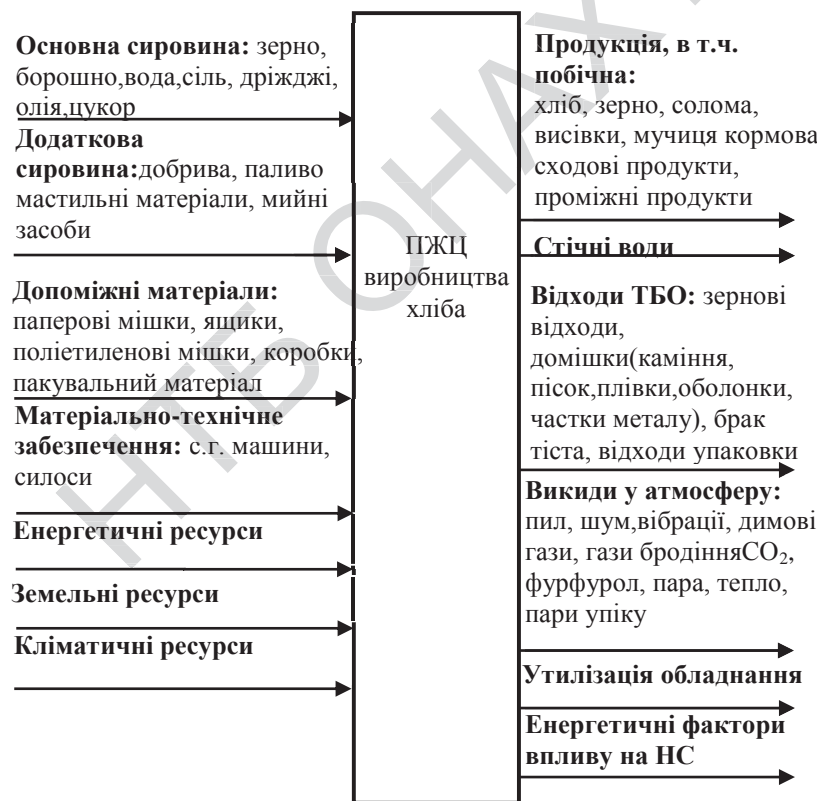 Основна сировина: зерно,
борошно,вода,сіль, дріжджі,
олія,цукор
Додаткова
сировина:добрива, паливо
мастильні матеріали, мийні
засоби
Допоміжні матеріали:
паперові мішки, ящики,
поліетиленові мішки, коробки,
пакувальний матеріал
Матеріально-технічне
забезпечення: с.г. машини,
силоси
Енергетичні ресурси
Земельні ресурси
Кліматичні ресурси
ПЖЦ
виробництва
хліба
Продукція, в т.ч.
побічна:
хліб, зерно, солома,
висівки, мучиця кормова
сходові продукти,
проміжні продукти
Стічні води
Відходи ТБО: зернові
відходи,
домішки(каміння,
пісок,плівки,оболонки,
частки металу), брак
тіста, відходи упаковки
Викиди у атмосферу:
пил, шум,вібрації, димові
гази, гази бродінняCO₂,
фурфурол, пара, тепло,
пари упіку
Утилізація обладнання
Енергетичні фактори
впливу на НС
НТБ ОНАХ